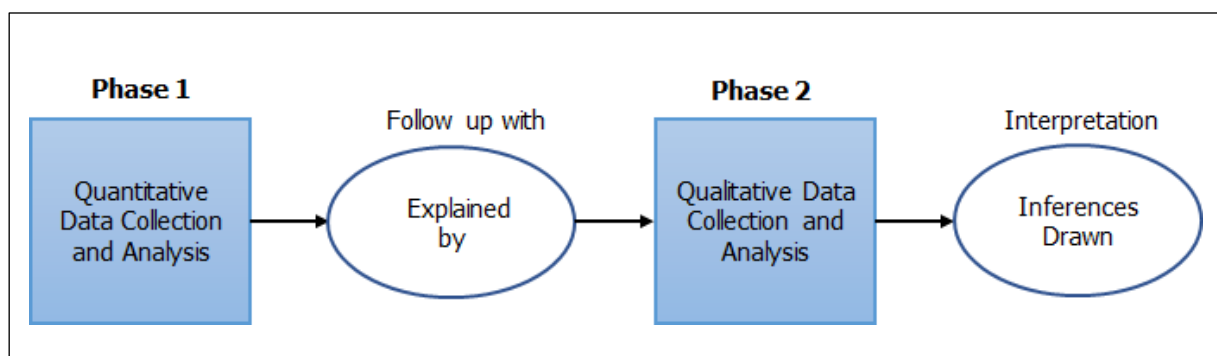 Phase 1
Quantitative
Data Collection
and Analysis
Follow up with
Explained
by
Phase 2
Qualitative Data
Collection and
Analysis
Interpretation
Inferences
Drawn